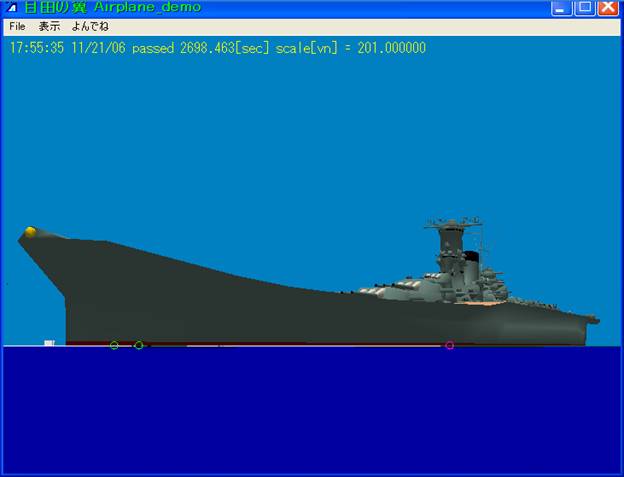 自由の翼 Airplane_demo
File 表示 よんでね
17:55:35 11/21/06 passed 2698.463[sec] scale[vn] = 201.000000